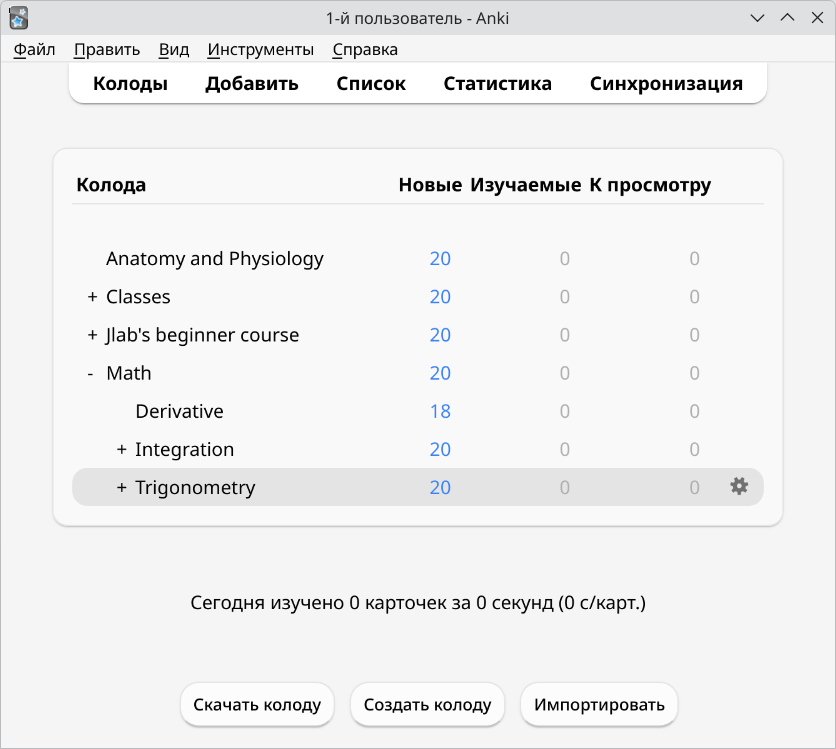 1-й пользователь - Anki
Файл Править Вид Инструменты Справка
Колоды Добавить Список Статистика Синхронизация
Колода Новые Изучаемые К просмотру
Anatomy and Physiology 20 0 0
+ Classes 20 0 0
+ Jlab's beginner course 20 0 0
- Math 20 0 0
Derivative 18 0 0
+ Integration 20 0 0
+ Trigonometry 20 0 0
Сегодня изучено 0 карточек за 0 секунд (0 с/карт.)
Скачать колоду Создать колоду Импортировать